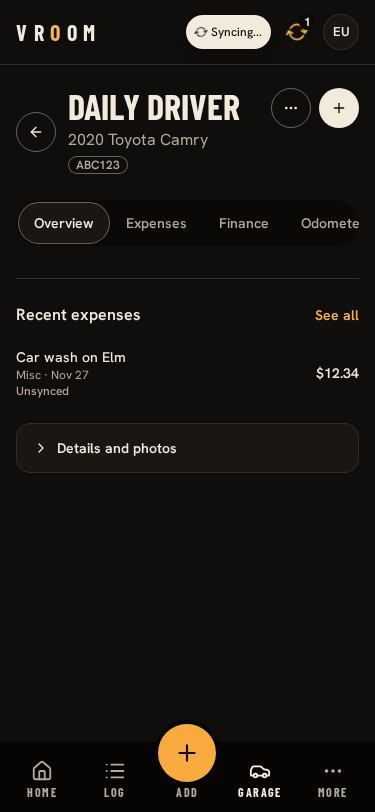 VROOM
Syncing...
1
EU
DAILY DRIVER
2020 Toyota Camry
ABC123
Overview
Expenses
Finance
Odomete
Recent expenses
See all
Car wash on Elm
Misc · Nov 27
Unsynced
$12.34
Details and photos
HOME
LOG
ADD
GARAGE
MORE